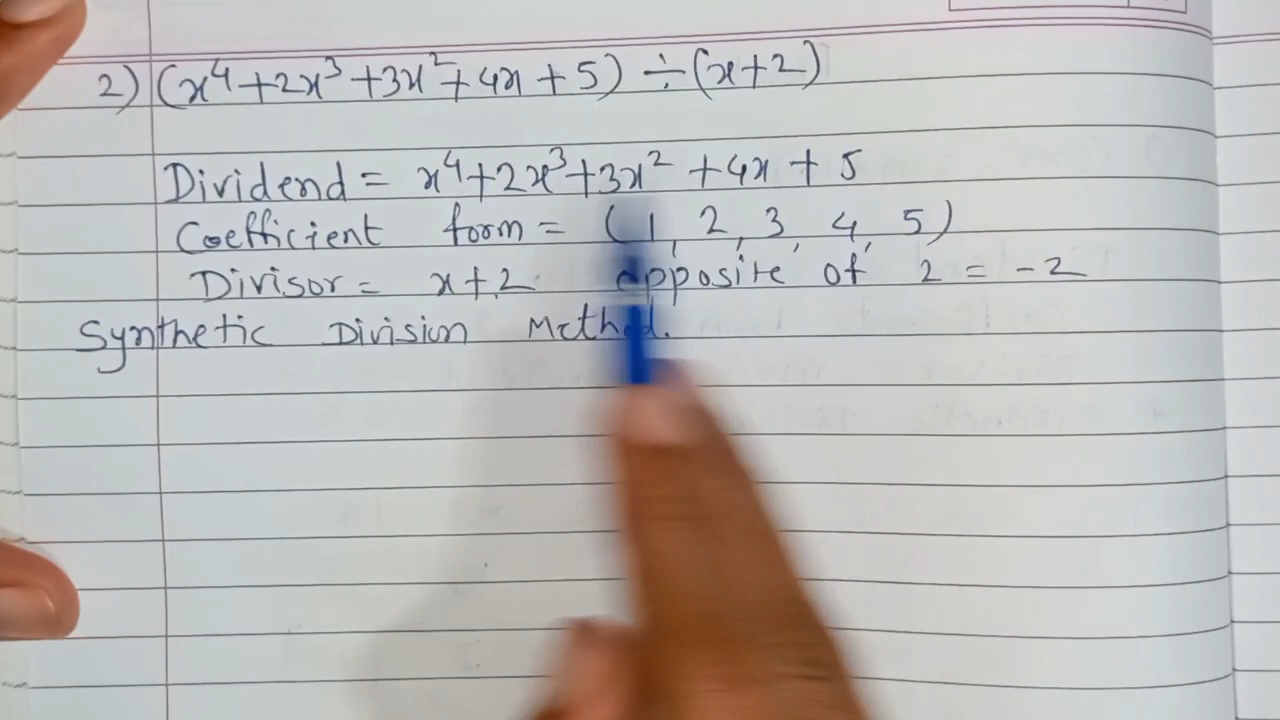 2) (x⁴+2x³+3x²+4x+5)÷(x+2)
Dividend = x⁴+2x³+3x²+4x+5
Coefficient form = (1, 2, 3, 4, 5)
Divisor = x+2 opposite of 2 = -2
Synthetic Division Method.